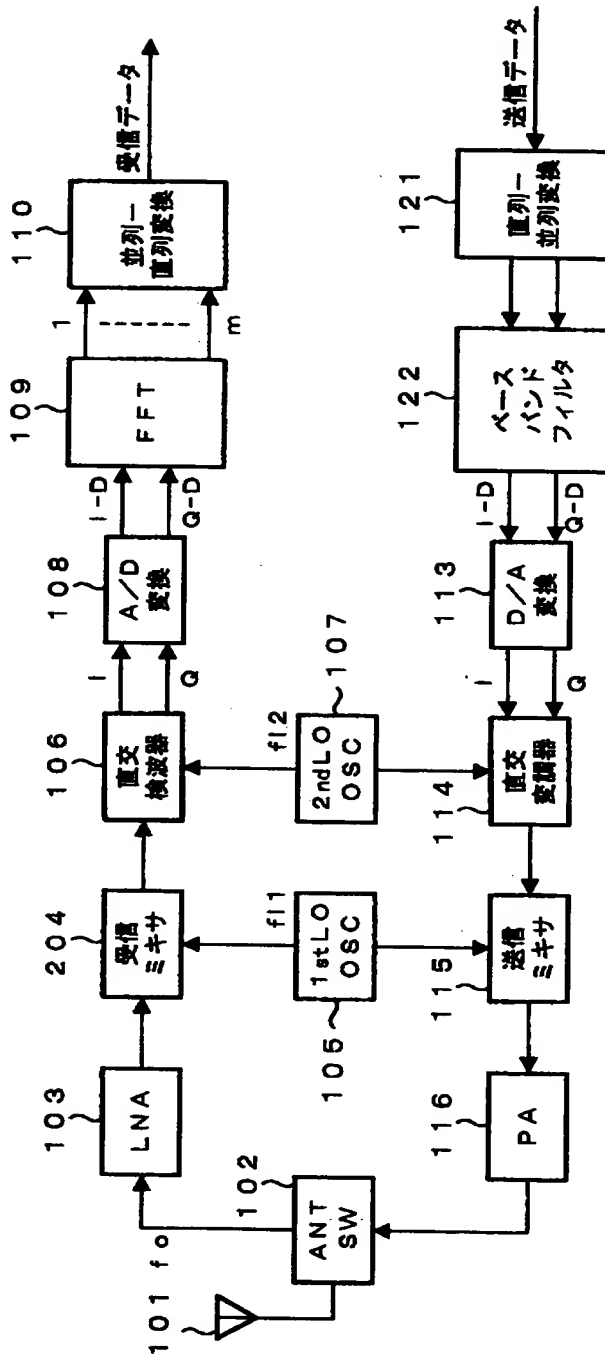 101
fo
102
ANT
SW
103
LNA
204
受信
ミキサ
106
直交
検波器
I
Q
108
A/D
変換
I-D
Q-D
109
FFT
1
m
110
並列ー
直列変換
受信データ
105
1stLO
OSC
fl1
107
2ndLO
OSC
fl2
116
PA
115
送信
ミキサ
114
直交
変調器
I
Q
113
D/A
変換
I-D
Q-D
122
ベース
バンド
フィルタ
121
直列ー
並列変換
送信データ